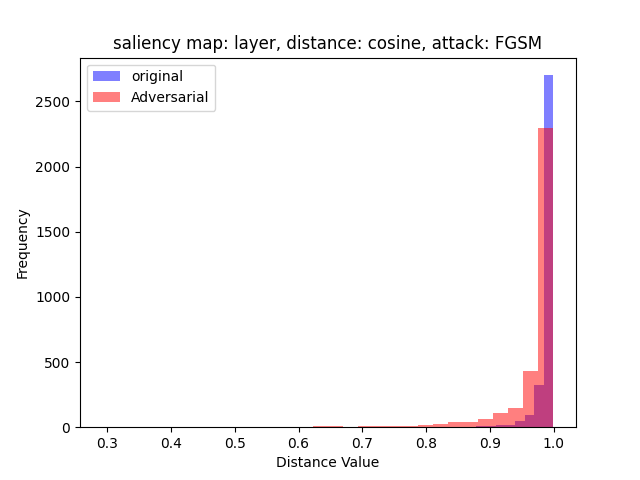 saliency map: layer, distance: cosine, attack: FGSM
original
Adversarial
Frequency
2500
2000
1500
1000
500
0
0.3 0.4 0.5 0.6 0.7 0.8 0.9 1.0
Distance Value